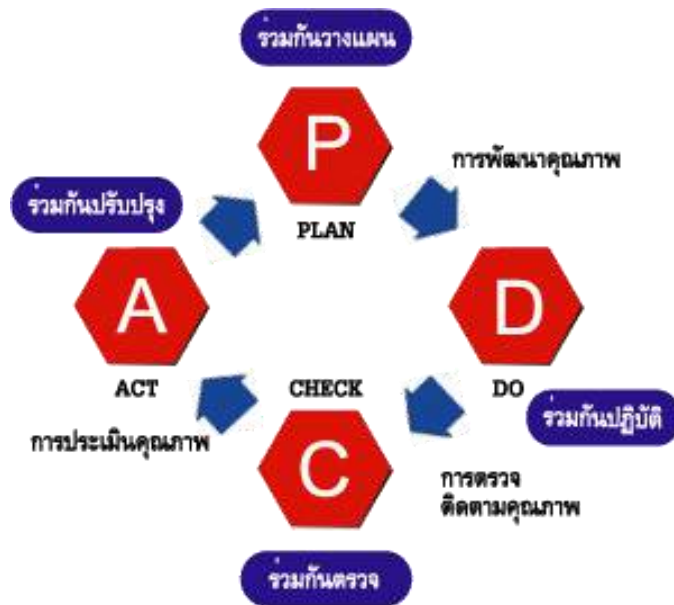 ร่วมกันวางแผน
P
PLAN
การพัฒนาคุณภาพ
ร่วมกันปรับปรุง
A
ACT
D
DO
ร่วมกันปฏิบัติ
CHECK
C
การประเมินคุณภาพ
การตรวจ
ติดตามคุณภาพ
ร่วมกันตรวจ